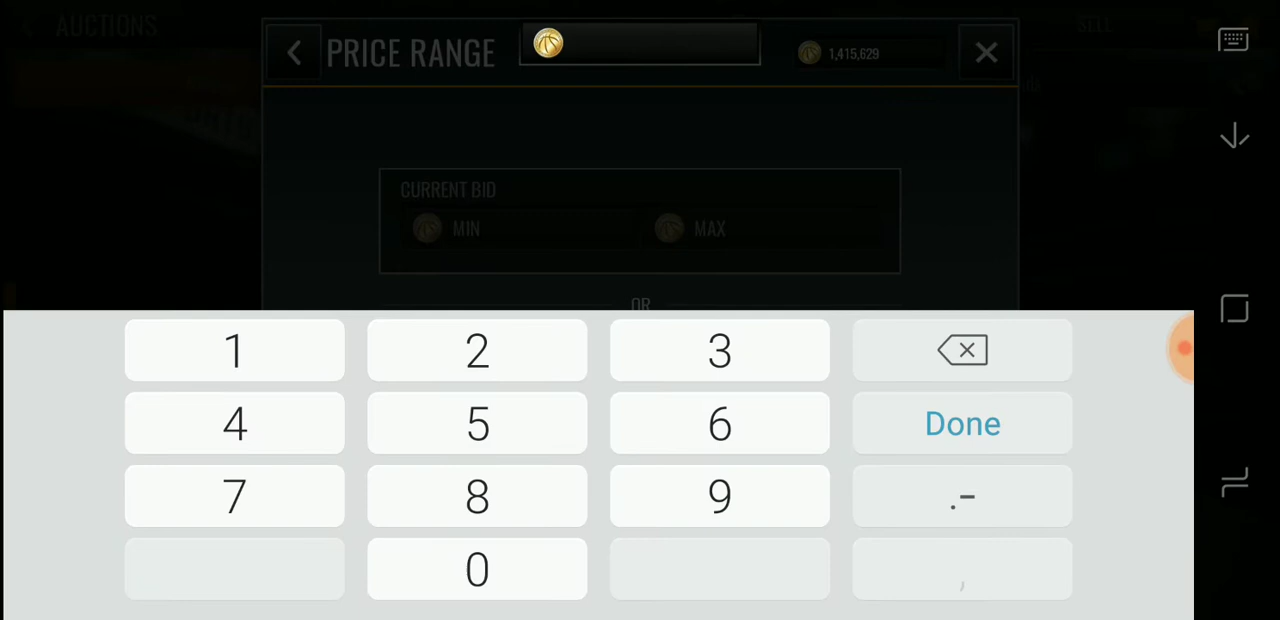 AUCTIONS
SELL
PRICE RANGE
1,415,629
CURRENT BID
MIN
MAX
OR
1
2
3
4
5
6
Done
7
8
9
.-
0
,